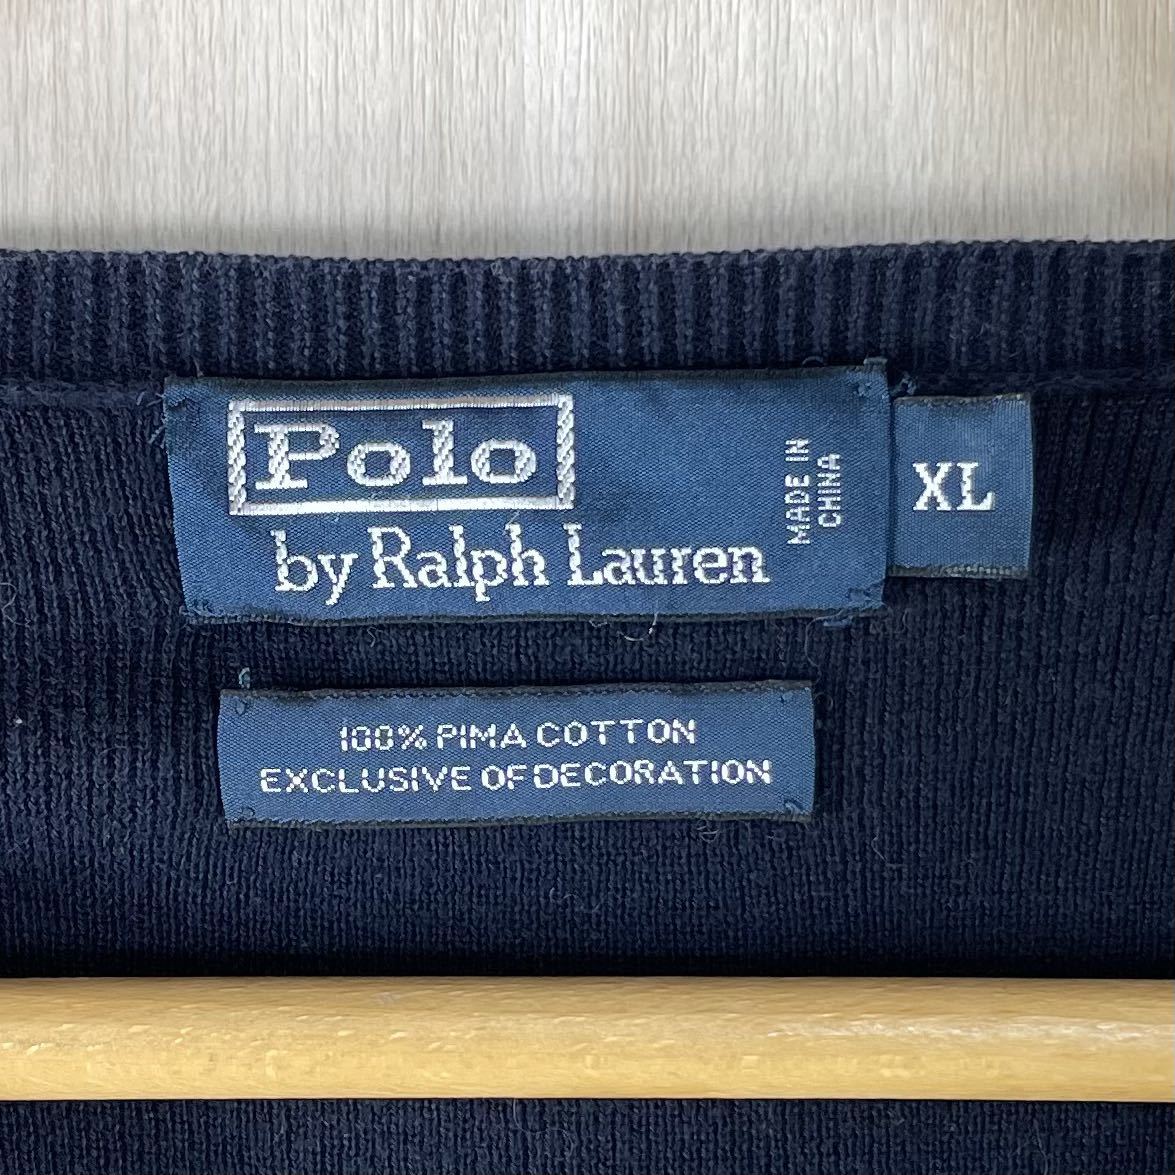 Polo
by Ralph Lauren
MADE IN
CHINA
XL
100% PIMA COTTON
EXCLUSIVE OF DECORATION